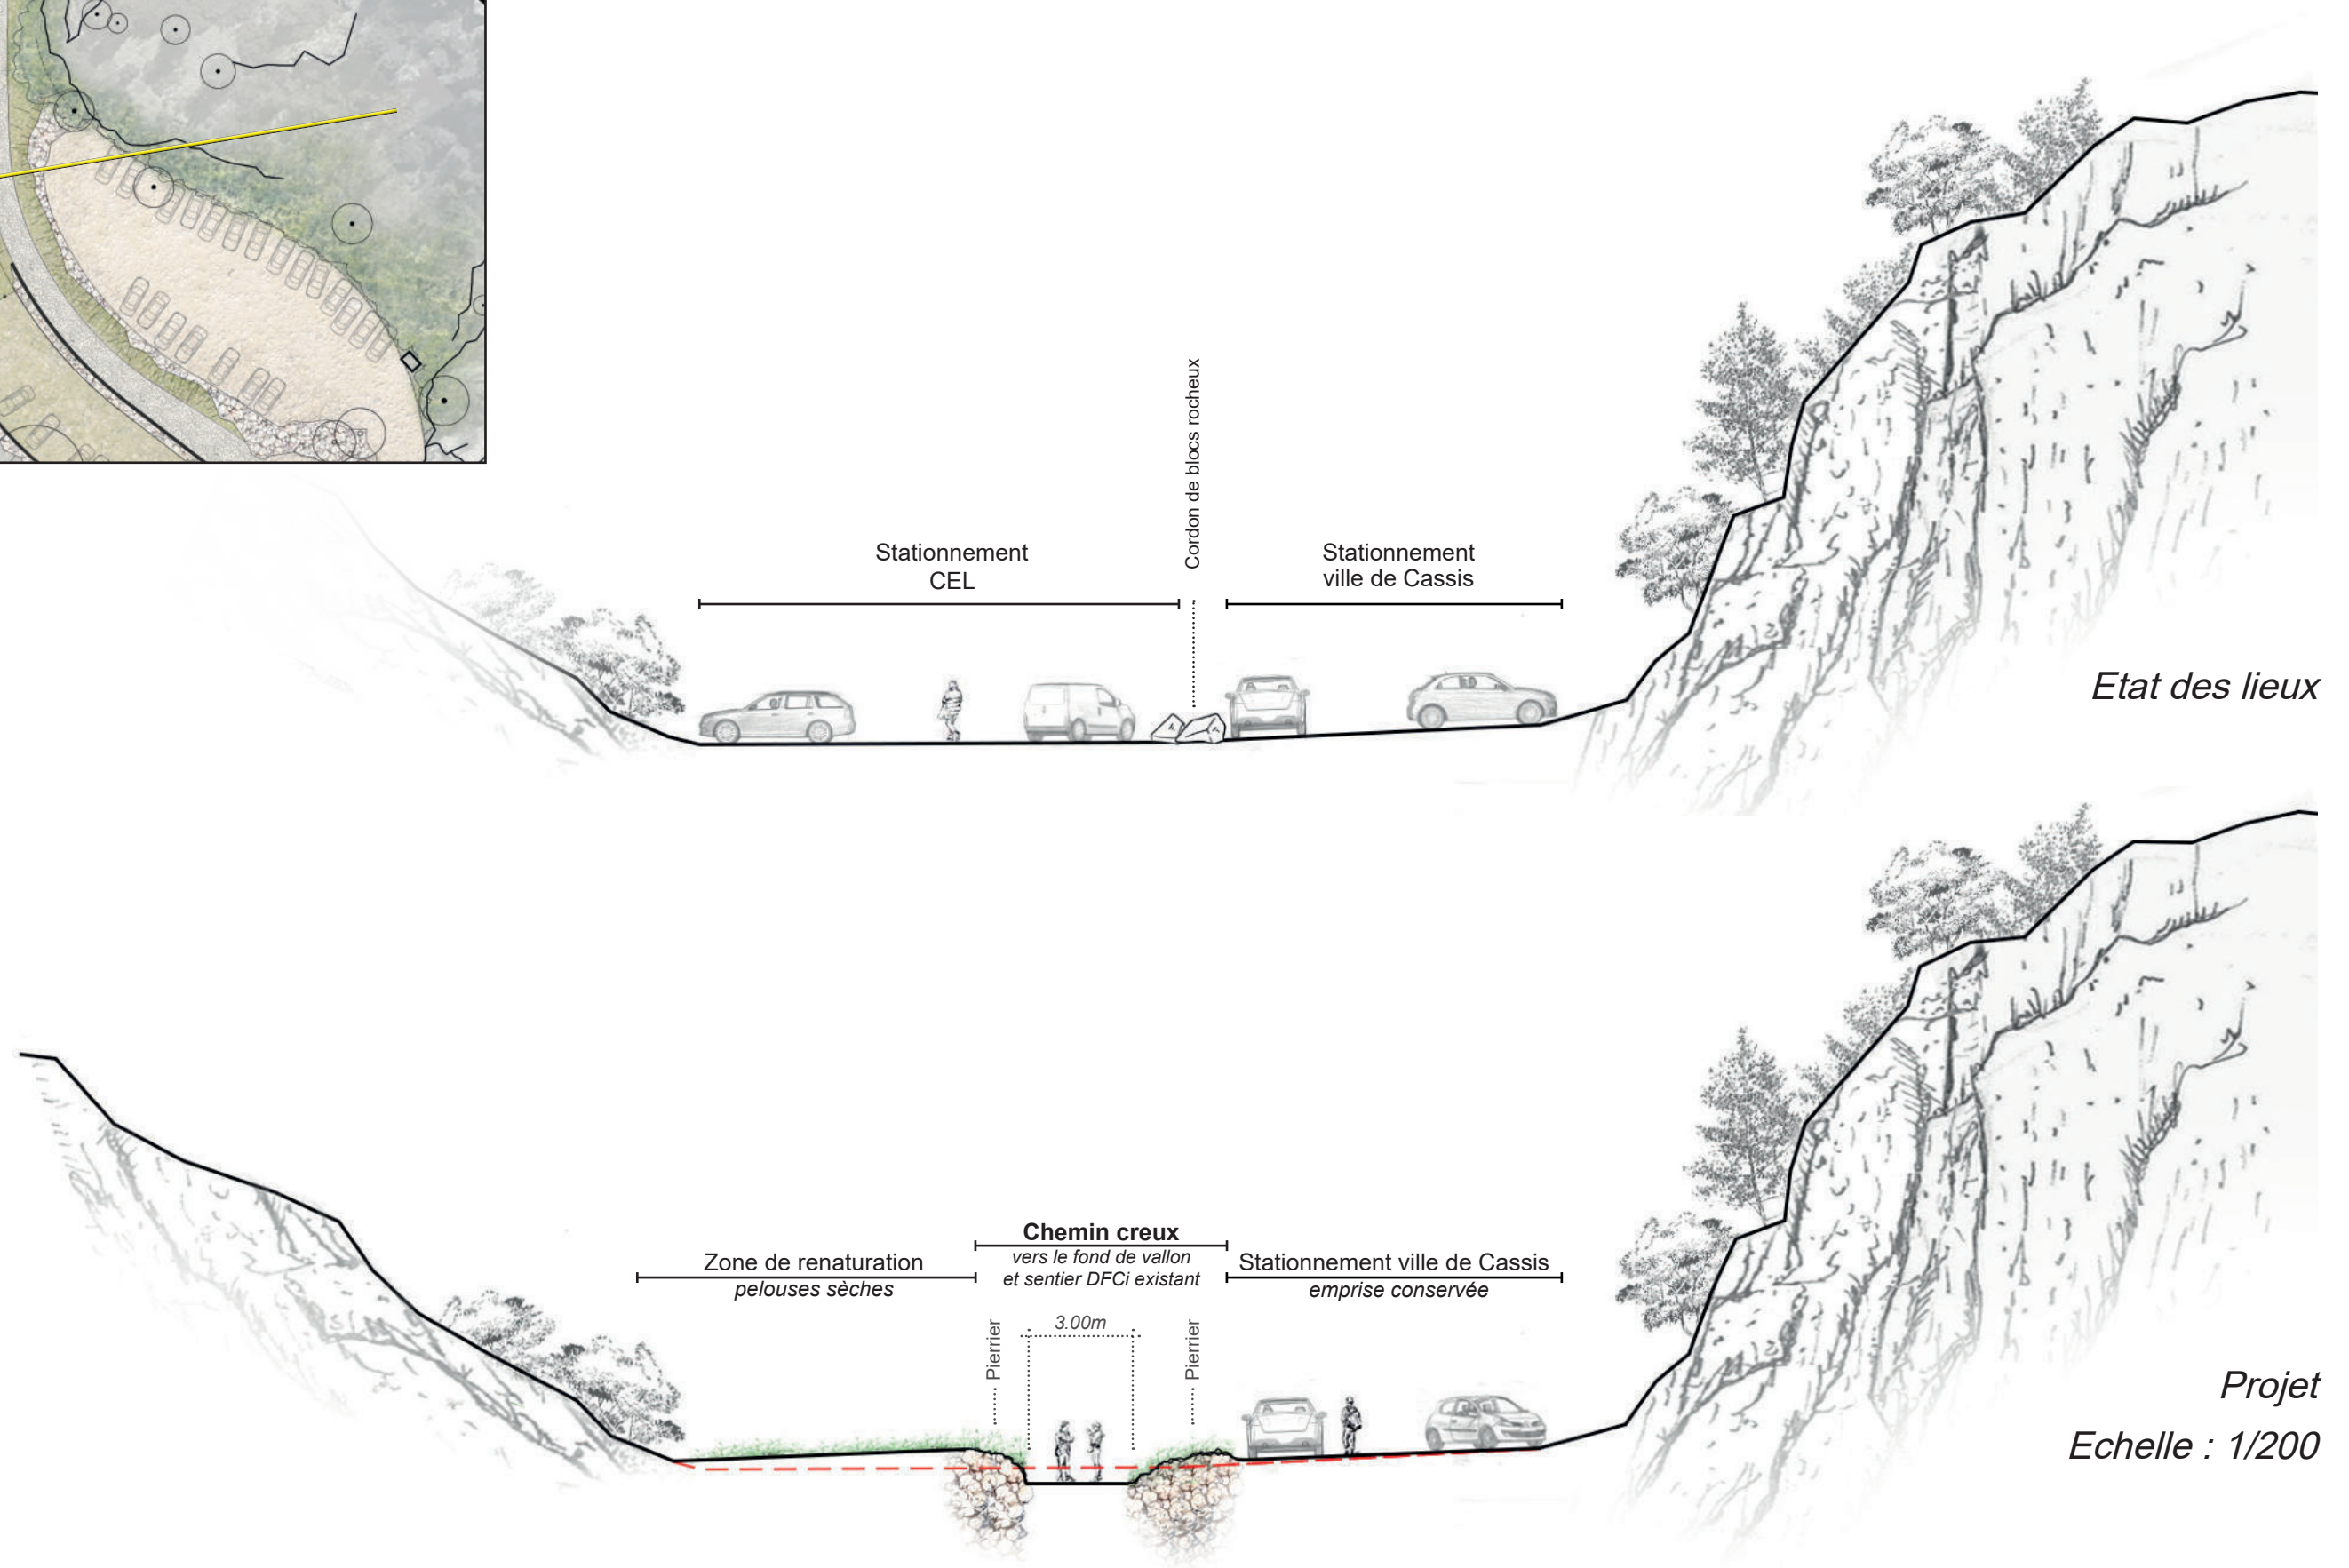 Cordon de blocs rocheux
Stationnement
CEL
Stationnement
ville de Cassis
Etat des lieux
Chemin creux
vers le fond de vallon
et sentier DFCi existant
Zone de renaturation
pelouses sèches
Stationnement ville de Cassis
emprise conservée
Pierrier
3.00m
Pierrier
Projet
Echelle : 1/200